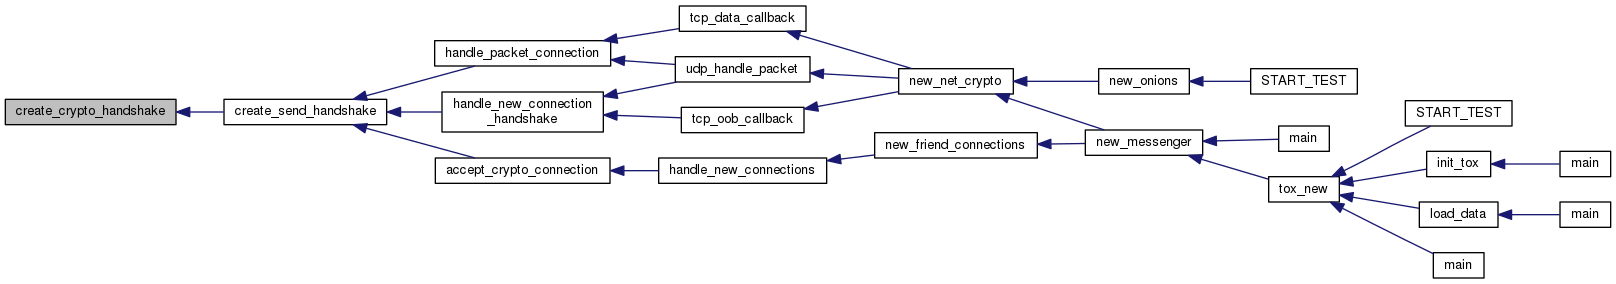 create_crypto_handshake
create_send_handshake
handle_packet_connection
handle_new_connection
_handshake
accept_crypto_connection
tcp_data_callback
udp_handle_packet
tcp_oob_callback
handle_new_connections
new_net_crypto
new_friend_connections
new_onions
new_messenger
START_TEST
main
tox_new
START_TEST
init_tox
load_data
main
main
main